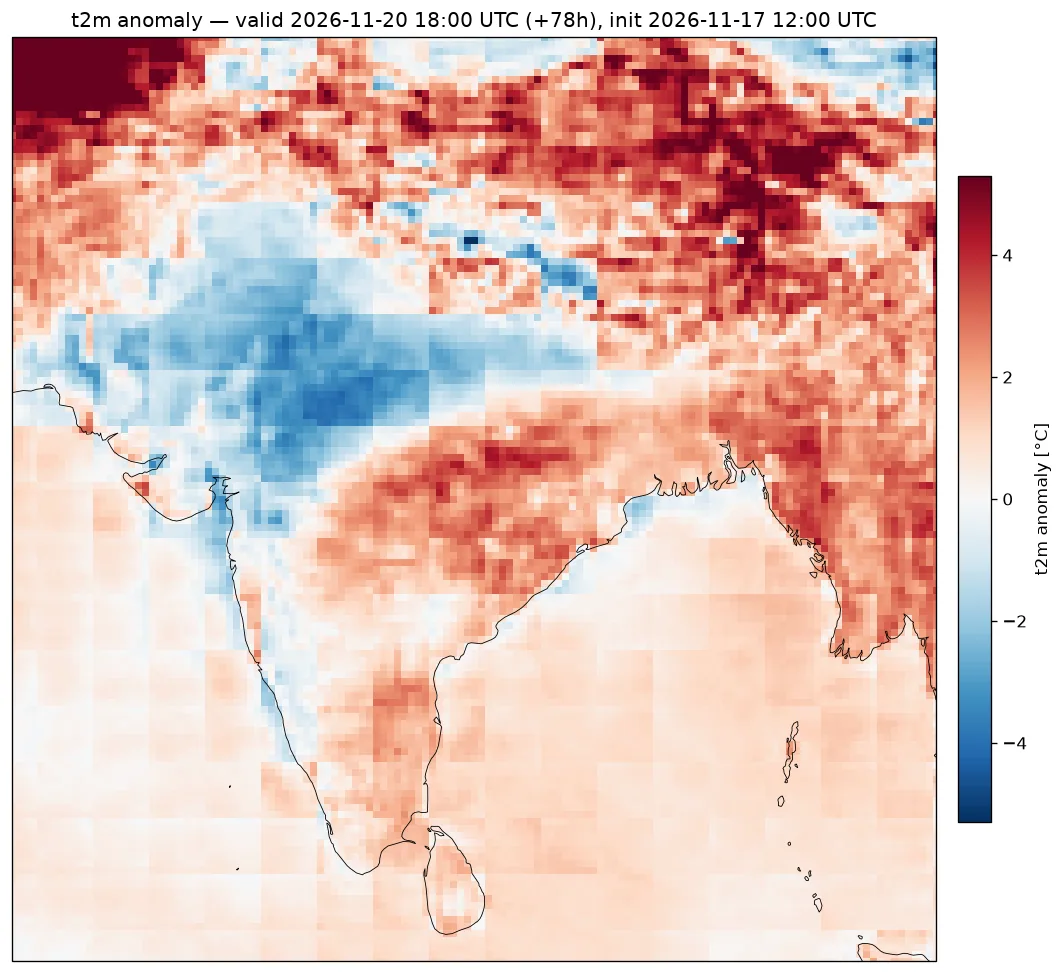 t2m anomaly — valid 2026-11-20 18:00 UTC (+78h), init 2026-11-17 12:00 UTC
4
2
0
−2
−4
t2m anomaly [°C]